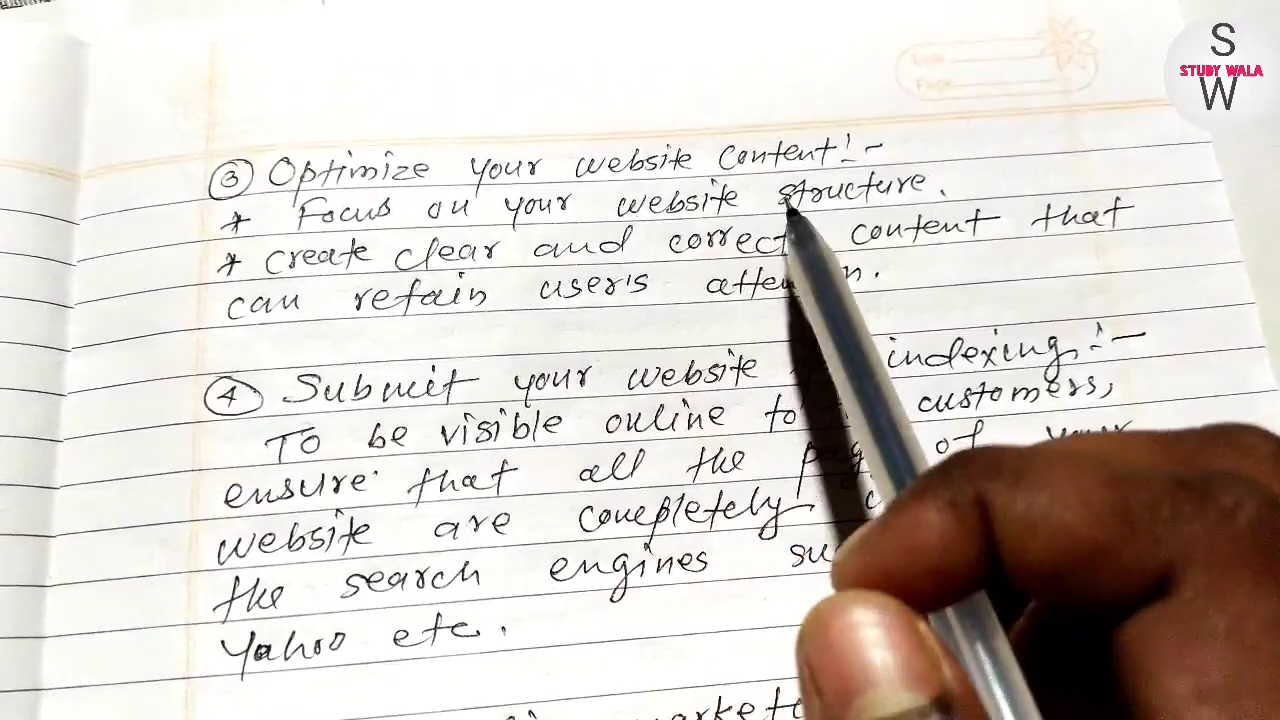 S
STUDY WALA
W
③ Optimize your website content:-
* Focus on your website structure.
* create clear and correct content that
can retain user's
④ Submit your website indexing:-
To be visible online to customers,
ensure that all the of your
website are completely
the search engines
Yahoo etc.